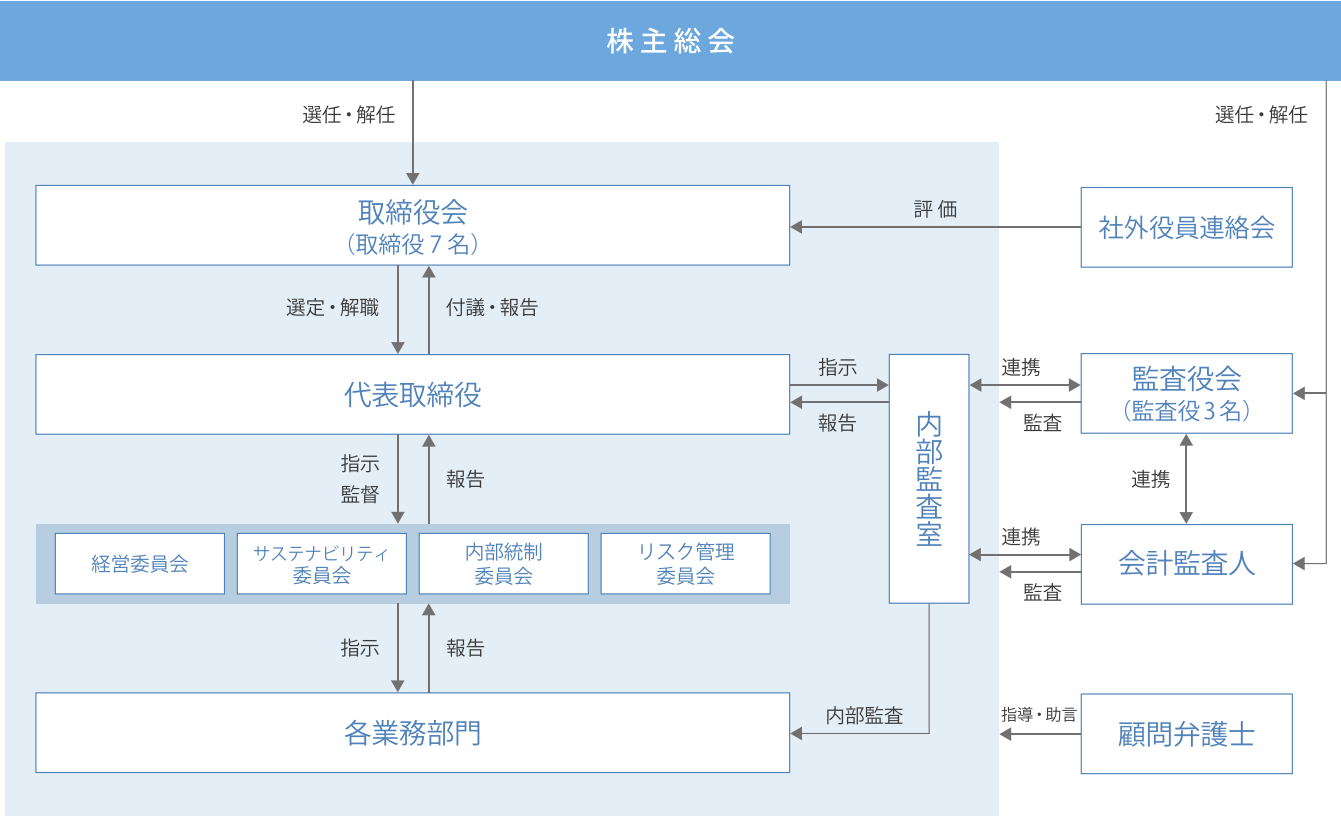 株主総会
選任・解任
選任・解任
取締役会
（取締役７名）
評価
社外役員連絡会
選定・解職
付議・報告
代表取締役
指示
報告
内部監査室
連携
監査
監査役会
（監査役３名）
指示
監督
報告
連携
経営委員会
サステナビリティ
委員会
内部統制
委員会
リスク管理
委員会
連携
監査
会計監査人
指示
報告
各業務部門
内部監査
指導・助言
顧問弁護士